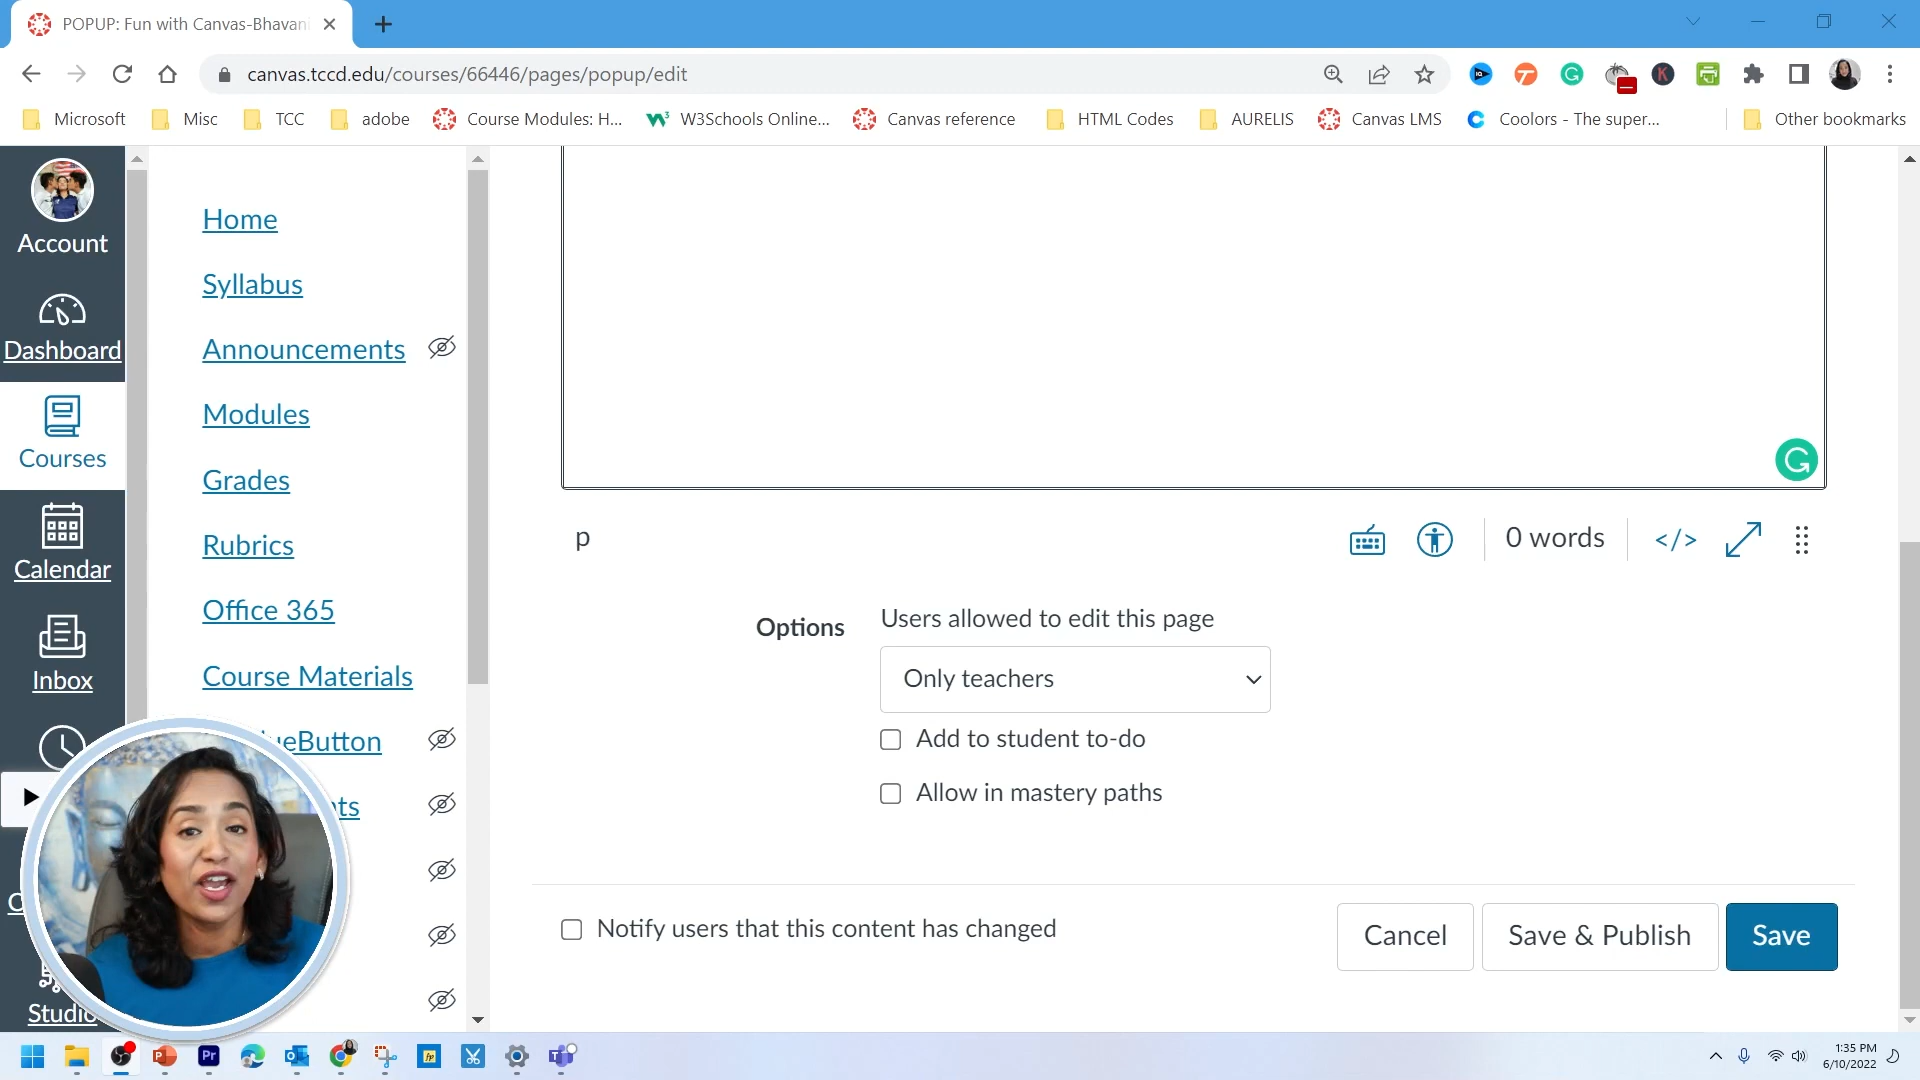 POPUP: Fun with Canvas-Bhavani
canvas.tccd.edu/courses/66446/pages/popup/edit
Microsoft Misc TCC adobe Course Modules: H... W3Schools Online... Canvas reference HTML Codes AURELIS Canvas LMS Coolors - The super... Other bookmarks
Account
Dashboard
Courses
Calendar
Inbox
Studio
Home
Syllabus
Announcements
Modules
Grades
Rubrics
Office 365
Course Materials
ueButton
ts
p
0 words
</>
Options
Users allowed to edit this page
Only teachers
Add to student to-do
Allow in mastery paths
Notify users that this content has changed
Cancel
Save & Publish
Save
1:35 PM
6/10/2022